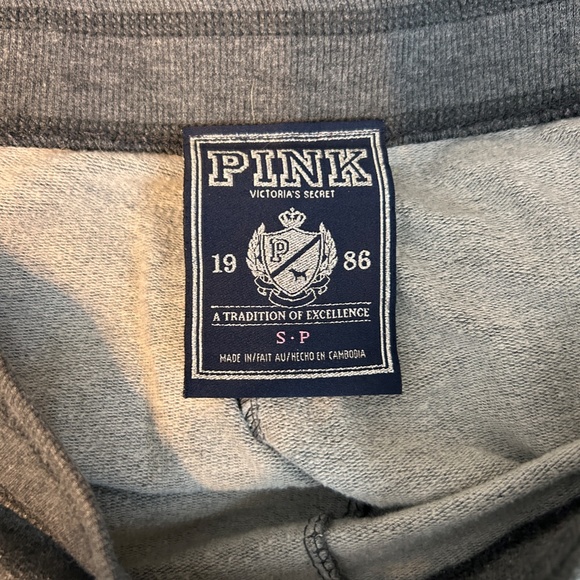 PINK
VICTORIA'S SECRET
19 86
P
A TRADITION OF EXCELLENCE
S·P
MADE IN/FAIT AU/HECHO EN CAMBODIA